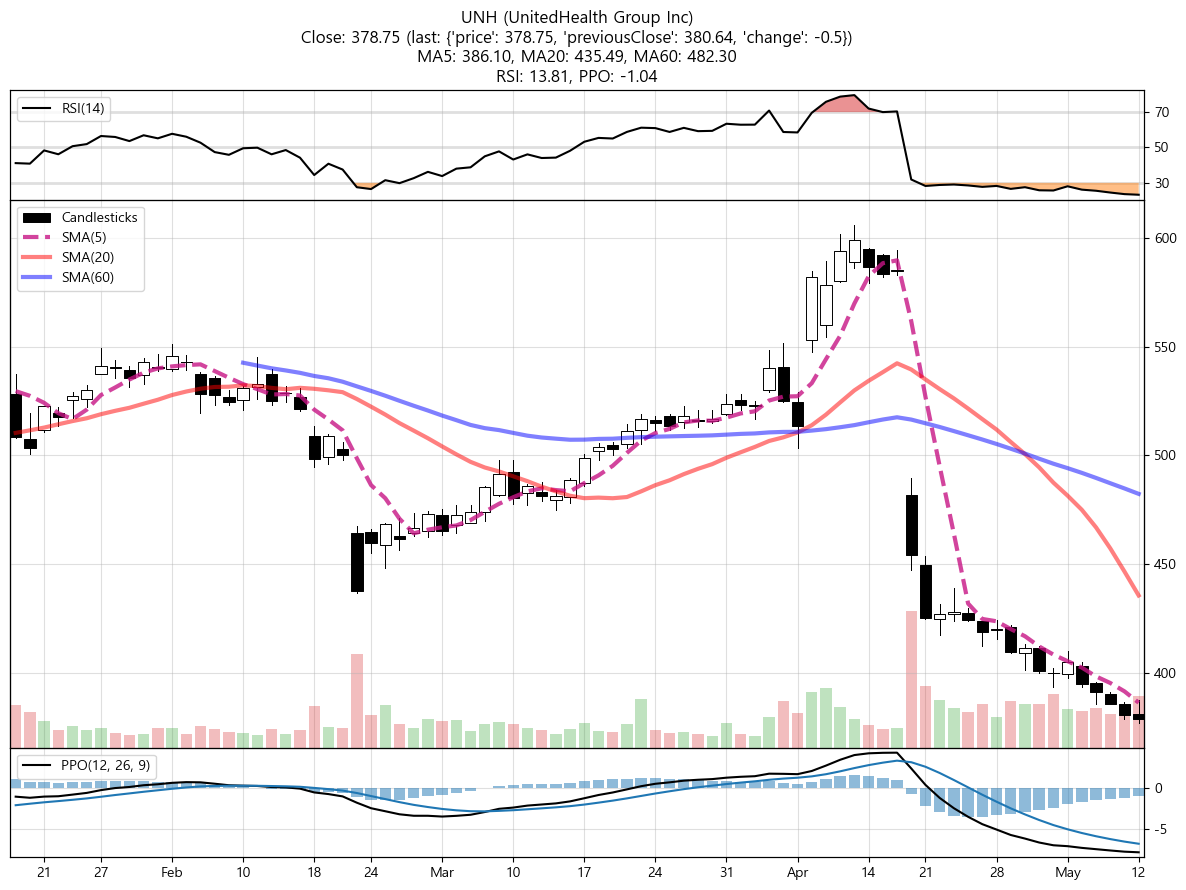 UNH (UnitedHealth Group Inc)
Close: 378.75 (last: {'price': 378.75, 'previousClose': 380.64, 'change': -0.5})
MA5: 386.10, MA20: 435.49, MA60: 482.30
RSI: 13.81, PPO: -1.04
RSI(14)
70
50
30
Candlesticks
SMA(5)
SMA(20)
SMA(60)
600
550
500
450
400
PPO(12, 26, 9)
0
-5
21 27 Feb 10 18 24 Mar 10 17 24 31 Apr 14 21 28 May 12